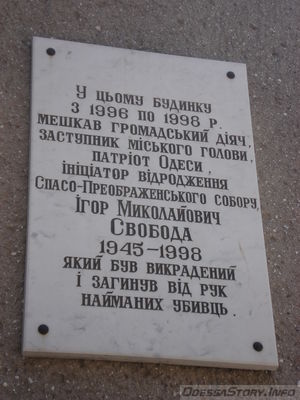 У цьому будинку
з 1996 по 1998 р.
мешкав громадський діяч,
заступник міського голови,
патріот Одеси,
ініціатор відродження
Спасо-Преображенського собору,
Ігор Миколайович
Свобода
1945–1998
який був викрадений
і загинув від рук
найманих убивць.
OdessaStory.Info